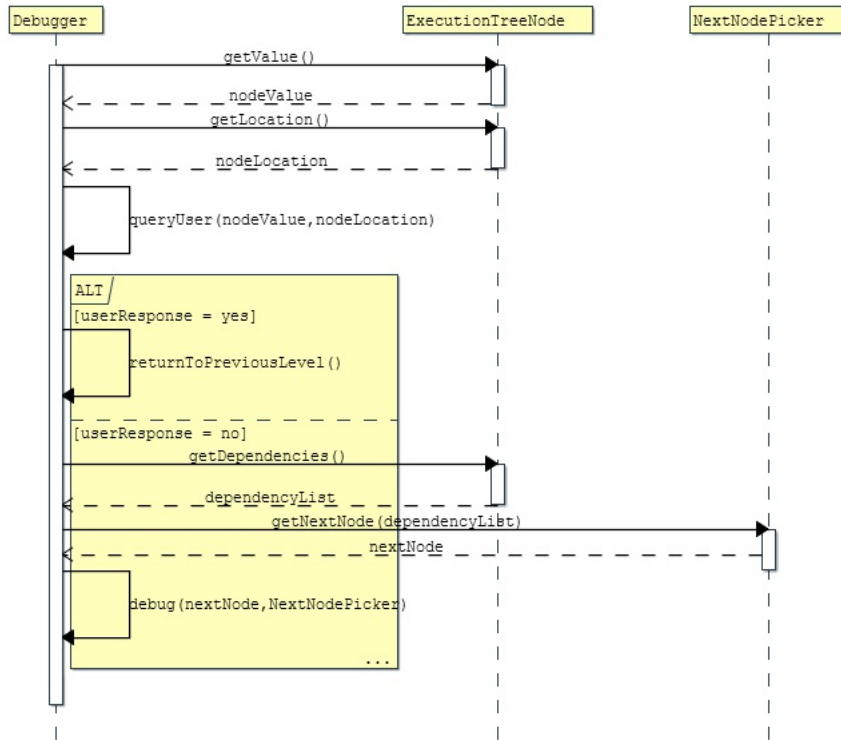 Debugger
ExecutionTreeNode
NextNodePicker
getValue()
nodeValue
getLocation()
nodeLocation
queryUser(nodeValue,nodeLocation)
ALT
[userResponse = yes]
returnToPreviousLevel()
[userResponse = no]
getDependencies()
dependencyList
getNextNode(dependencyList)
nextNode
debug(nextNode,NextNodePicker)
...